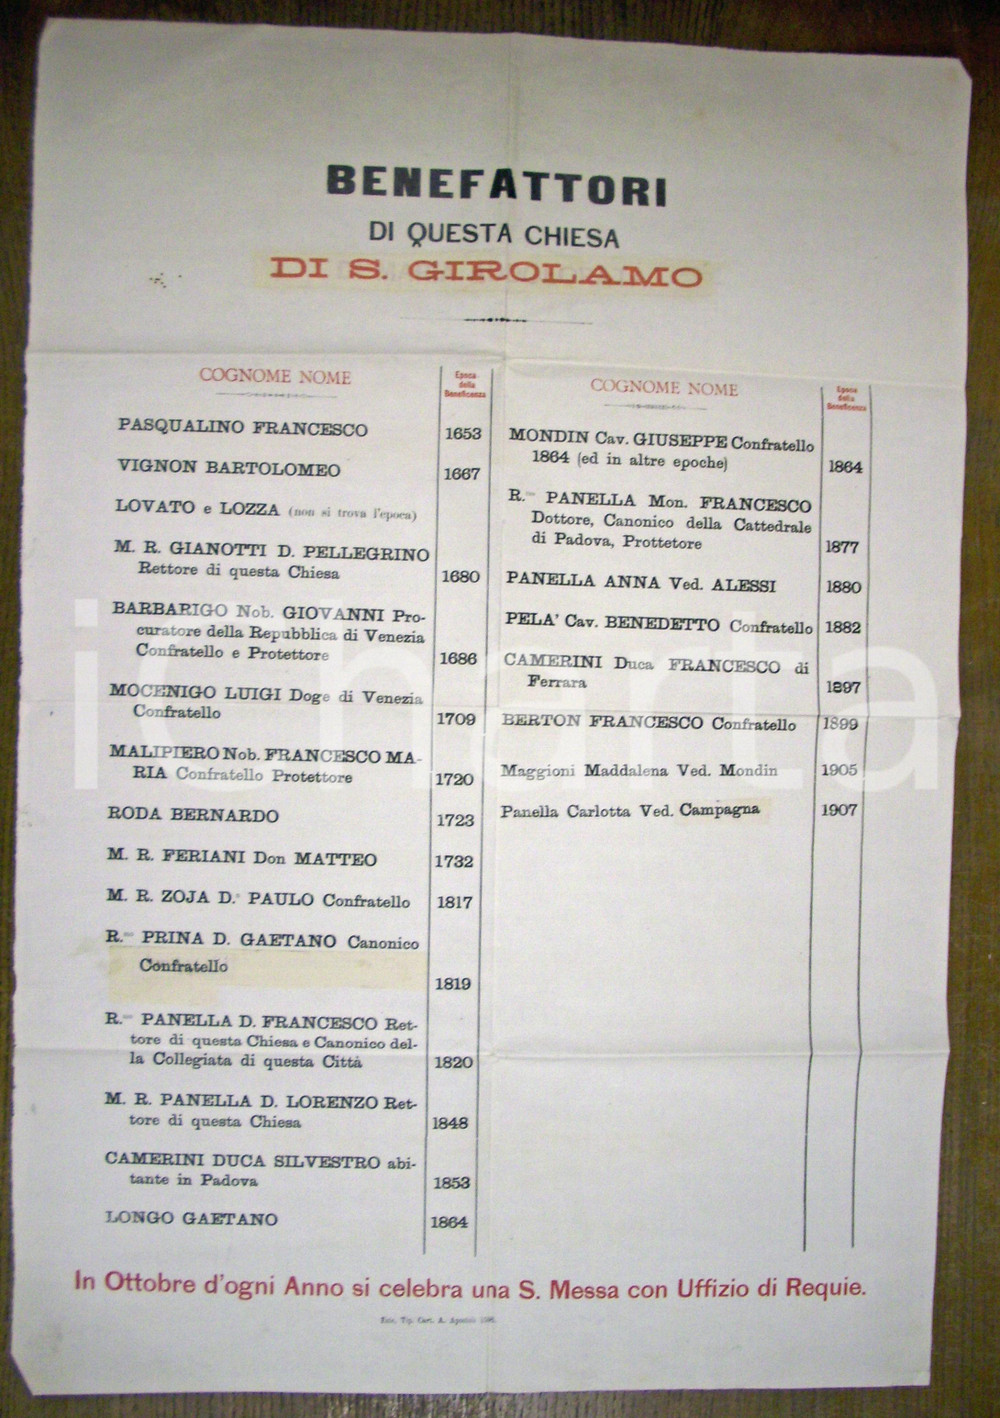 BENEFATTORI
DI QUESTA CHIESA
DI S. GIROLAMO
COGNOME NOME
Epoca
della
Beneficenza
PASQUALINO FRANCESCO 1653
VIGNON BARTOLOMEO 1667
LOVATO e LOZZA (non si trova l'epoca)
M. R. GIANOTTI D. PELLEGRINO
Rettore di questa Chiesa 1680
BARBARIGO Nob. GIOVANNI Pro-
curatore della Repubblica di Venezia
Confratello e Protettore 1686
MOCENIGO LUIGI Doge di Venezia
Confratello 1709
MALIPIERO Nob. FRANCESCO MA-
RIA Confratello Protettore 1720
RODA BERNARDO 1723
M. R. FERIANI Don MATTEO 1732
M. R. ZOJA D. PAULO Confratello 1817
R. PRINA D. GAETANO Canonico
Confratello 1819
R. PANELLA D. FRANCESCO Ret-
tore di questa Chiesa e Canonico del-
la Collegiata di questa Città 1820
M. R. PANELLA D. LORENZO Ret-
tore di questa Chiesa 1848
CAMERINI DUCA SILVESTRO abi-
tante in Padova 1853
LONGO GAETANO 1864
COGNOME NOME
Epoca
della
Beneficenza
MONDIN Cav. GIUSEPPE Confratello
1864 (ed in altre epoche) 1864
R. PANELLA Mon. FRANCESCO
Dottore, Canonico della Cattedrale
di Padova, Prottetore 1877
PANELLA ANNA Ved. ALESSI 1880
PELA' Cav. BENEDETTO Confratello 1882
CAMERINI Duca FRANCESCO di
Ferrara 1897
BERTON FRANCESCO Confratello 1899
Maggioni Maddalena Ved. Mondin 1905
Panella Carlotta Ved. Campagna 1907
In Ottobre d'ogni Anno si celebra una S. Messa con Uffizio di Requie.
Tip. A.